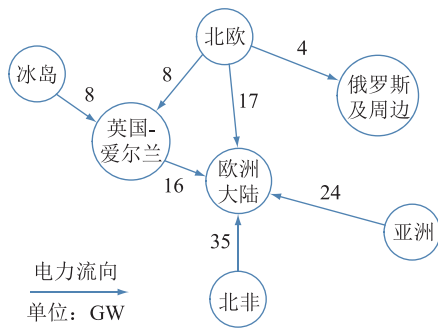 北欧
4
冰岛
8
8
俄罗斯
及周边
17
英国-
爱尔兰
欧洲
大陆
16
24
35
亚洲
电力流向
北非
单位：GW